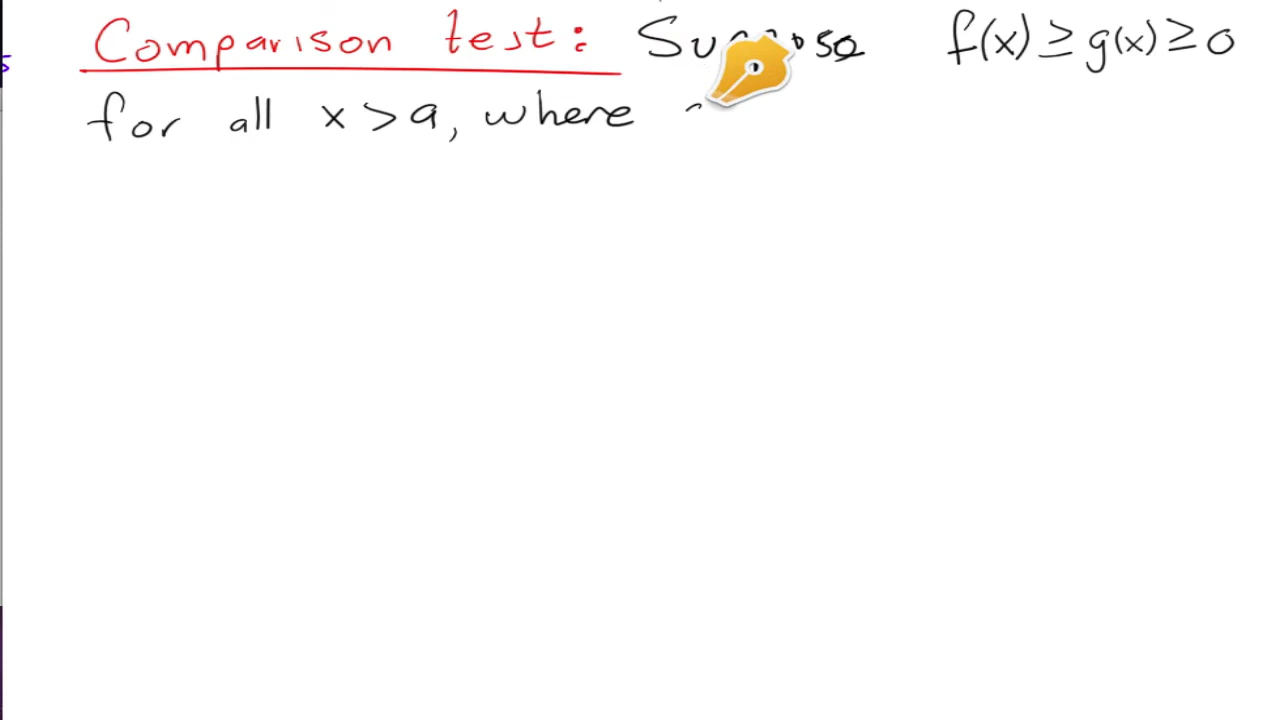 Comparison test: f(x) ≥ g(x) ≥ 0
for all x > a, where